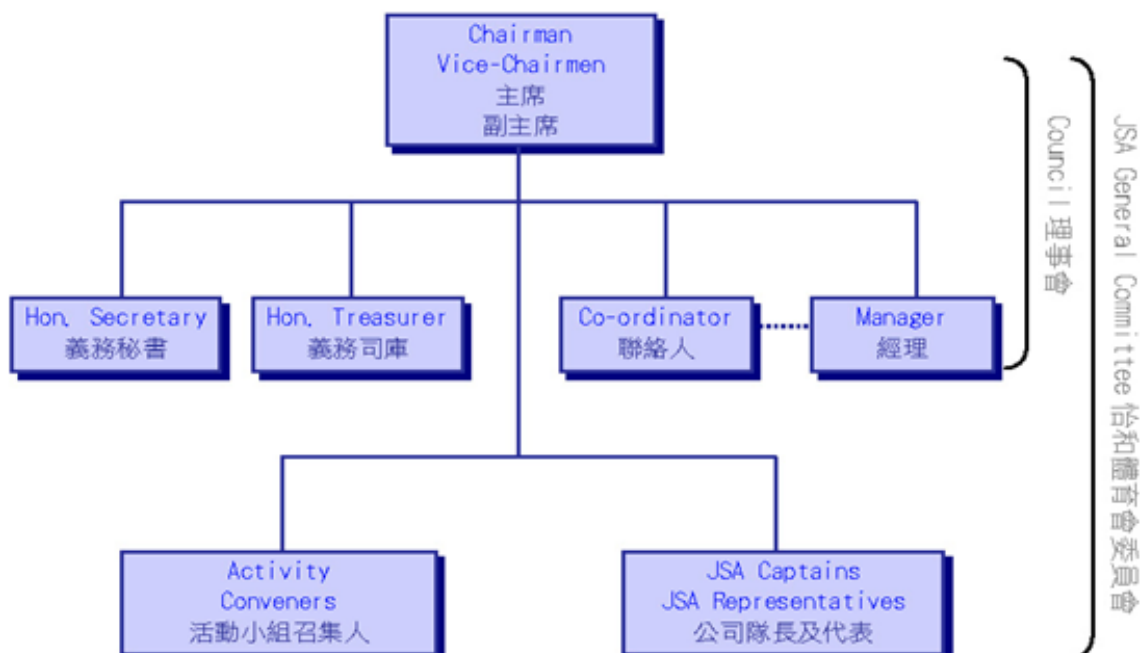 Chairman
Vice-Chairmen
主席
副主席
Hon. Secretary
義務秘書
Hon. Treasurer
義務司庫
Co-ordinator
聯絡人
Manager
經理
Activity
Conveners
活動小組召集人
JSA Captains
JSA Representatives
公司隊長及代表
Council 理事會
JSA General Committee 怡和體育會委員會